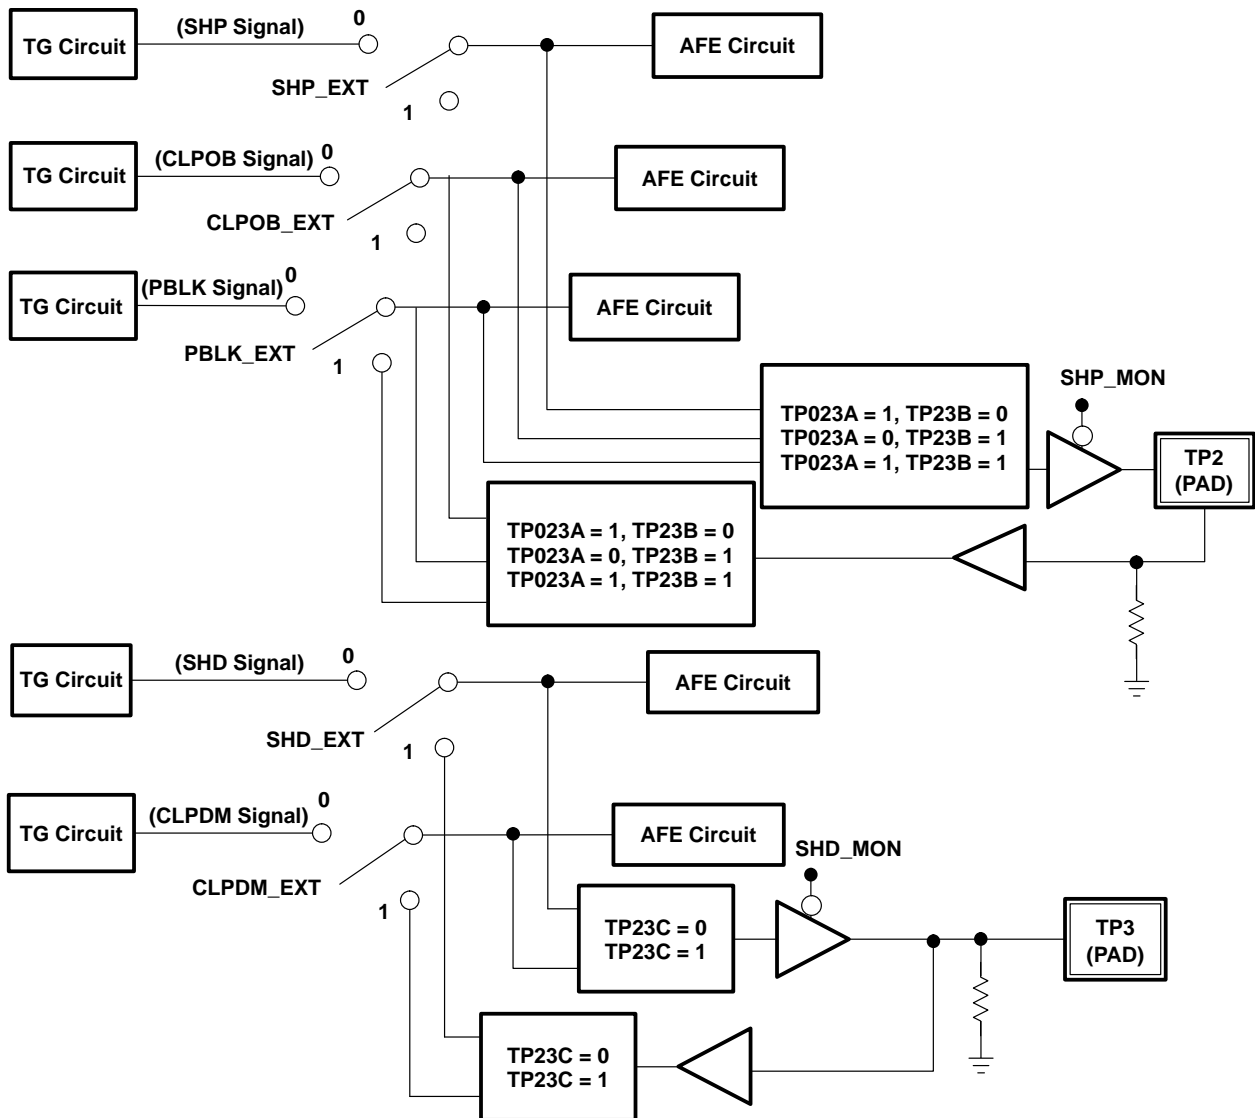 TG Circuit
(SHP Signal)
0
SHP_EXT
1
AFE Circuit
TG Circuit
(CLPOB Signal)
0
CLPOB_EXT
1
AFE Circuit
TG Circuit
(PBLK Signal)
0
PBLK_EXT
1
AFE Circuit
SHP_MON
TP023A = 1, TP23B = 0
TP023A = 0, TP23B = 1
TP023A = 1, TP23B = 1
TP2
(PAD)
TP023A = 1, TP23B = 0
TP023A = 0, TP23B = 1
TP023A = 1, TP23B = 1
TG Circuit
(SHD Signal)
0
SHD_EXT
1
AFE Circuit
TG Circuit
(CLPDM Signal)
0
CLPDM_EXT
1
AFE Circuit
SHD_MON
TP23C = 0
TP23C = 1
TP3
(PAD)
TP23C = 0
TP23C = 1